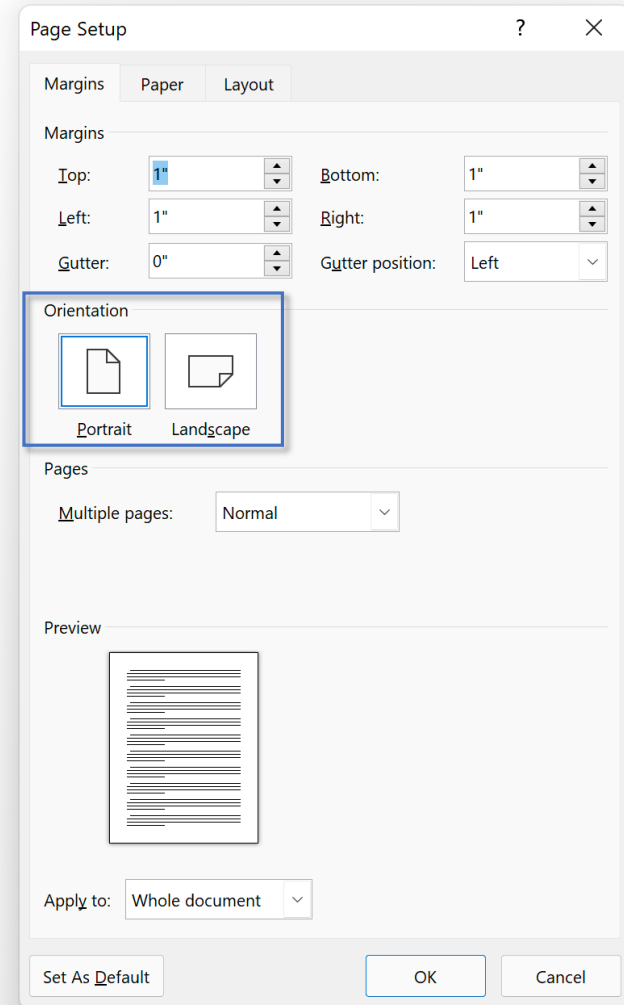 Page Setup ?
Margins Paper Layout
Margins
Top: 1" Bottom: 1"
Left: 1" Right: 1"
Gutter: 0" Gutter position: Left
Orientation
Portrait Landscape
Pages
Multiple pages: Normal
Preview
Apply to: Whole document
Set As Default OK Cancel